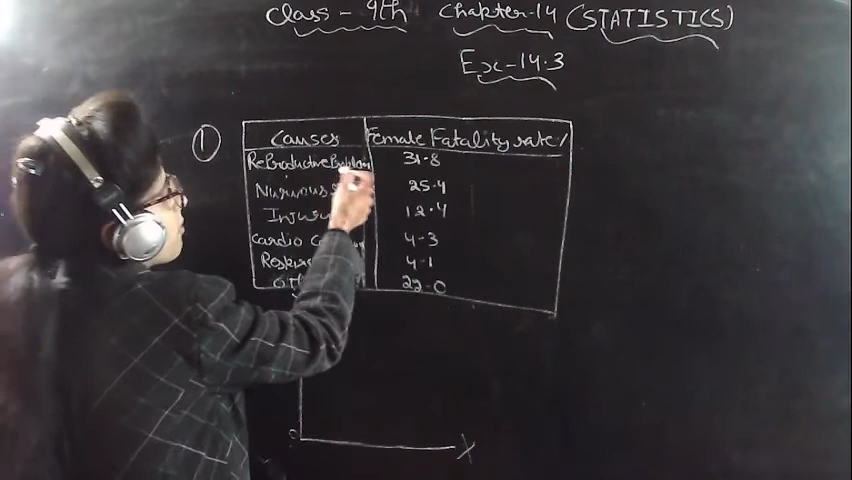 Class - 9th Chapter-14 (STATISTICS)
Ex-14.3
① Causes Female Fatality rate%
Reproductive 31.8
25.4
12.4
Cardio 4.3
4.1
22.0
O
X